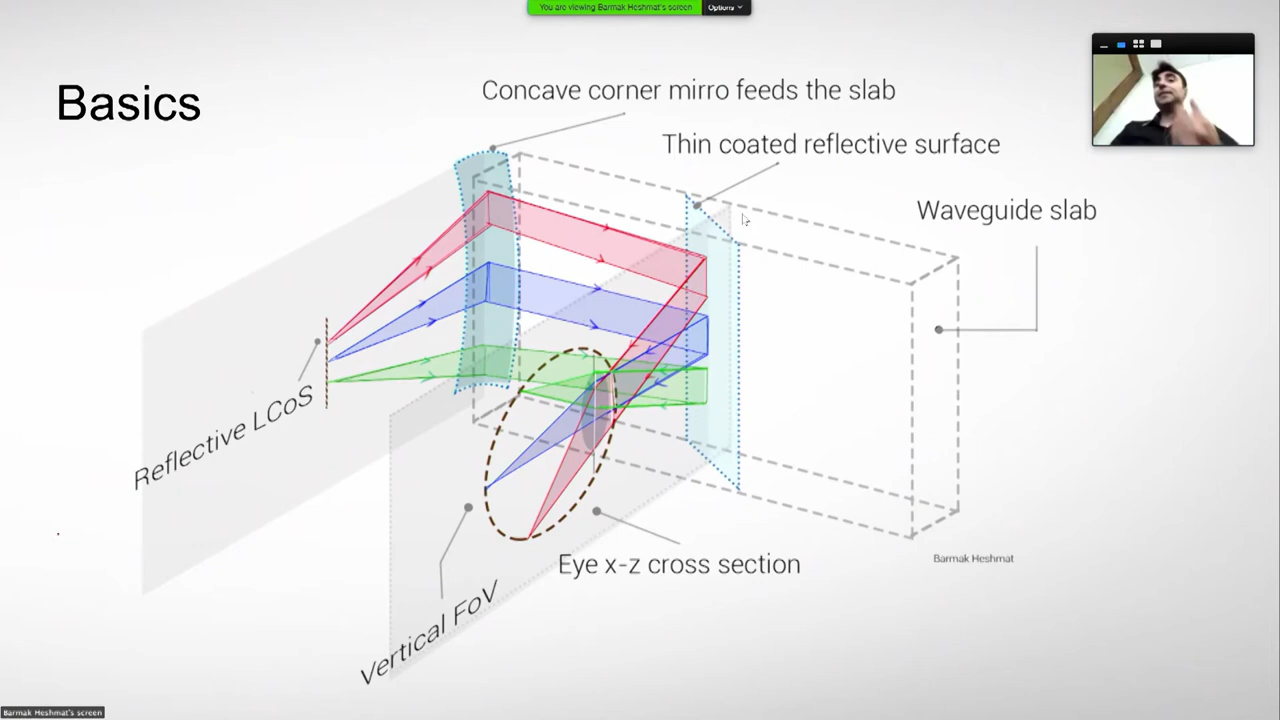 You are viewing Barmak Heshmat's screen Options
Basics
Concave corner mirro feeds the slab
Thin coated reflective surface
Waveguide slab
Reflective LCoS
Eye x-z cross section
Barmak Heshmat
Vertical FoV
Barmak Heshmat's screen